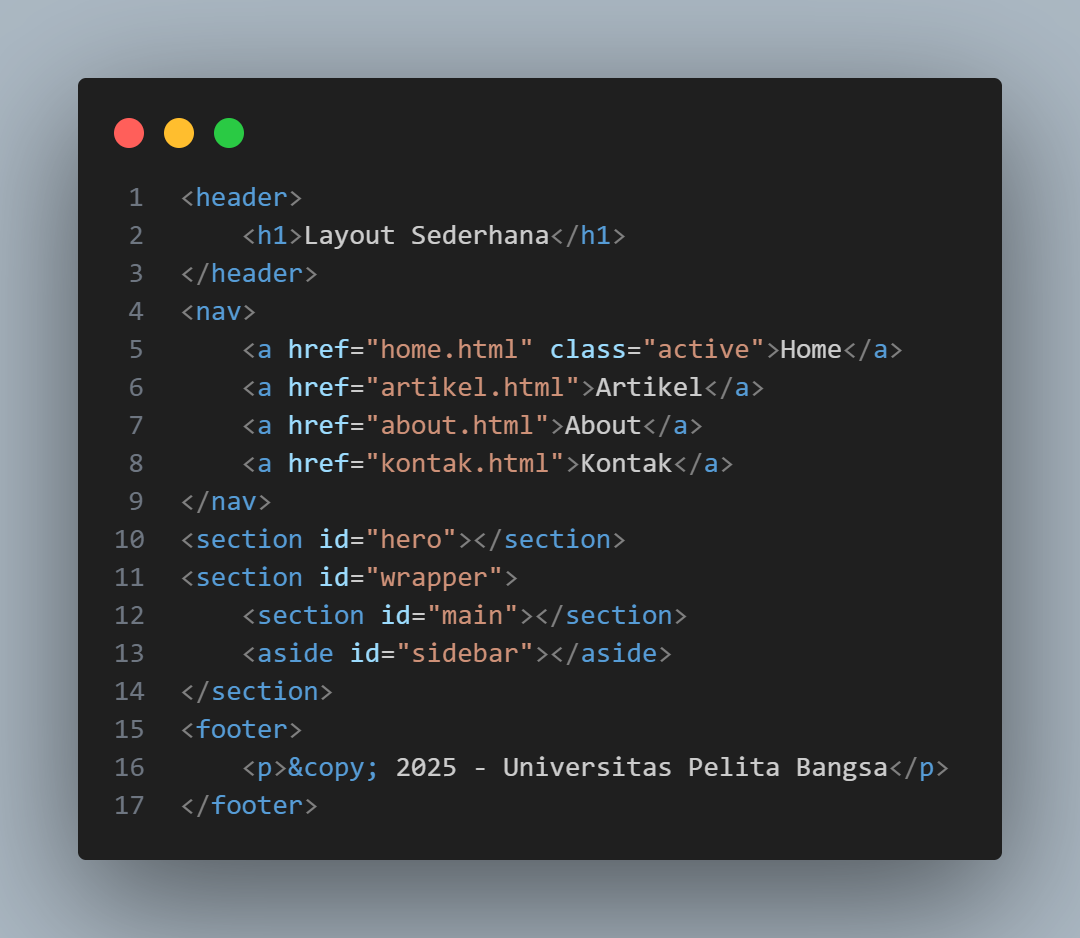 1 <header>
2     <h1>Layout Sederhana</h1>
3 </header>
4 <nav>
5     <a href="home.html" class="active">Home</a>
6     <a href="artikel.html">Artikel</a>
7     <a href="about.html">About</a>
8     <a href="kontak.html">Kontak</a>
9 </nav>
10 <section id="hero"></section>
11 <section id="wrapper">
12     <section id="main"></section>
13     <aside id="sidebar"></aside>
14 </section>
15 <footer>
16     <p>&copy; 2025 - Universitas Pelita Bangsa</p>
17 </footer>